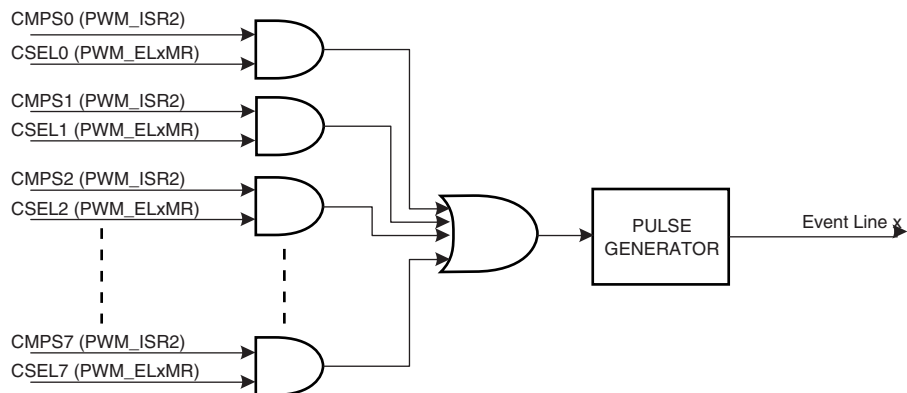 CMPS0 (PWM_ISR2)
CSEL0 (PWM_ELxMR)
CMPS1 (PWM_ISR2)
CSEL1 (PWM_ELxMR)
CMPS2 (PWM_ISR2)
CSEL2 (PWM_ELxMR)
CMPS7 (PWM_ISR2)
CSEL7 (PWM_ELxMR)
PULSE
GENERATOR
Event Line x